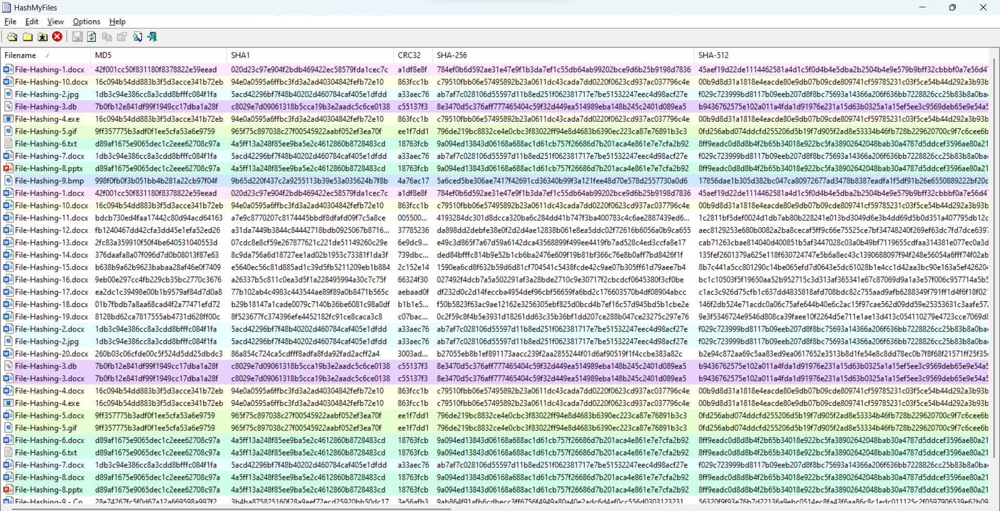 HashMyFiles
File Edit View Options Help
Filename MD5 SHA1 CRC32 SHA-256 SHA-512
File-Hashing-1.docx 42f001cc50f831180f8378822e59eead 020d23c97e904f2bdb469422ec58579fda1cec7c a1df8e8f 784ef0b6d592ae31e47e9f1b3da7ef1c55db64ab99202bce9d6b25b9198d7836 45aef19d22de1114462581a4d1c5f0d4b4e5dba2b2504b4e9e579b9bff32cbbbf0a7e56d4
File-Hashing-10.docx 16c094b54dd883b3f5d3acce341b72eb 94e0a0595a6ffbc3fd3a2ad40304842fefb72e10 863fcc1b c79510fbb06e57495892b23a0611dc43cada7dd0220f0623cd937ac037796c4e 00b9d8d31a1818e4eacde80e9db07b09cde809741cf59785231c03f5ce54b44d292a3b93b
File-Hashing-2.jpg 1db3c94e386cc8a3cdd8bfffc084f1fa 5acd42296bf7f48b40202d460784caf405e1dfdd a33aec76 ab7af7c028106d55597d11b8ed251f062381717e7be51532247eec4d98acf27e f029c723999bd8117b09eeb207d8f8bc75693a14366a206f636bb7228826cc25b83b8a0ba
File-Hashing-3.db 7b0fb12e841df99f1949cc17dba1a28f c8029e7d09061318b5cca19b3e2aadc5c6ce0138 c55137f3 8e3470d5c376aff777465404c59f32d449ea514989eba148b245c2401d089ea5 b9436762575e102a011a4fda1d91976e231a15d63b0325a1a15ef5ee3c9569deb65e9e54a5
File-Hashing-4.exe 16c094b54dd883b3f5d3acce341b72eb 94e0a0595a6ffbc3fd3a2ad40304842fefb72e10 863fcc1b c79510fbb06e57495892b23a0611dc43cada7dd0220f0623cd937ac037796c4e 00b9d8d31a1818e4eacde80e9db07b09cde809741cf59785231c03f5ce54b44d292a3b93b
File-Hashing-5.gif 9ff357775b3adf0f1ee5cfa53a6e9759 965f75c897038c27f00545922aabf052ef3ea70f ee1f7dd1 796de219bc8832ce4e0cbc3f83022ff94e8d4683b6390ec223ca87e76891b3c3 0fd256abd074ddcfd255206d5b19f7d905f2ad8e53334b46fb728b229620700c9f7c6cee6b
File-Hashing-6.txt d89af1675e9065dec1c2eee62708c97a 4a5ff13a248f85ee9ba5e2c4612860b8728483cd 18763fcb 9a094ed13843d06168a688ac1d61cb757f26686d7b201aca4e861e7e7cfa2b92 8ff9eadc0d8d8b4f2b65b34018e922bc5fa38902642048bab30a4787d5ddcef3596ae80a21
File-Hashing-7.docx 1db3c94e386cc8a3cdd8bfffc084f1fa 5acd42296bf7f48b40202d460784caf405e1dfdd a33aec76 ab7af7c028106d55597d11b8ed251f062381717e7be51532247eec4d98acf27e f029c723999bd8117b09eeb207d8f8bc75693a14366a206f636bb7228826cc25b83b8a0ba
File-Hashing-8.pptx d89af1675e9065dec1c2eee62708c97a 4a5ff13a248f85ee9ba5e2c4612860b8728483cd 18763fcb 9a094ed13843d06168a688ac1d61cb757f26686d7b201aca4e861e7e7cfa2b92 8ff9eadc0d8d8b4f2b65b34018e922bc5fa38902642048bab30a4787d5ddcef3596ae80a21
File-Hashing-9.bmp 998f0fb0f3b051bb4b281a22cb97f04f 9b65d220f437c2a9255113b39e53a035624b7f8b 4a76ac17 5a6ced5be306ae7417f42691cd36340b99f3a121fee48d70e578d2557730a0d6 17856dae1b305d382bc047ca80972677ad3478b8387eadfa1f5df91b26e6550889222bf20c
File-Hashing-1.docx 42f001cc50f831180f8378822e59eead 020d23c97e904f2bdb469422ec58579fda1cec7c a1df8e8f 784ef0b6d592ae31e47e9f1b3da7ef1c55db64ab99202bce9d6b25b9198d7836 45aef19d22de1114462581a4d1c5f0d4b4e5dba2b2504b4e9e579b9bff32cbbbf0a7e56d4
File-Hashing-10.docx 16c094b54dd883b3f5d3acce341b72eb 94e0a0595a6ffbc3fd3a2ad40304842fefb72e10 863fcc1b c79510fbb06e57495892b23a0611dc43cada7dd0220f0623cd937ac037796c4e 00b9d8d31a1818e4eacde80e9db07b09cde809741cf59785231c03f5ce54b44d292a3b93b
File-Hashing-11.docx bdcb730ed4faa17442c80d94acd64163 a7e9c8770207c8174445bbdf8dfafd09f7c5a8ce 005500... 4193284dc301d8dcca320ba6c284dd41b747f3ba400783c4c6ae2887439ed6... 1c2811bf5def0024d1db7ab80b228241e013bd3049d6e3b4dd69d5b0d351a407795db12c
File-Hashing-12.docx fb1240467dd42cfa3dd45e1efa52ed26 a31da7449b3844c84442718bdb0925067b8716... 37785236 da898dd2debfe38e0f2d2d4ae12838b061e8ea5ddc02f72616b6056a0b9ca655 aec8129253e680b0082a2ba8cecaf5ff9c66e75525ce7bf34748240f269ef63dc7fd7dce6397
File-Hashing-13.docx 2fc83a359910f50f4be640531040553d 07cdc8e8cf59e267877621c221de51149260c29e 6e9dc9... e49c3d865f7a67d59a6142dca43568899f499ee4419fb7ad528c4ed3ccfa8e17 cab71263cbae814040d400851b5af3447028c03a0b49bf7119655cdfaa314381e077ec0a3d
File-Hashing-14.docx 376daafa8a07f096d7d0b08013f87e63 8c9da756a6d18727ee1ad02b1953c73381f1da3f 739dbc... ded84bfffc814b9e52b1cb6ba2476e609f19b81bf366c76e8b0aff7bd8426f1f 135fef2601379a625e118f630724747e5b6a8ec43c1390688097f94f248e56054a6fff74f02ab
File-Hashing-15.docx b638b9a62b9623babaa28af46e0f7409 e5640ec56c81d885ad1c39d5fb5211209eb1b884 2c152e14 1590ea6cd8f632b59d6d81cf704541c5438fcde42c9ae07b305ff61d79aee7b4 8b7c441a5cc801290c14be065efd7d0643e5dc61028b1e4cc1d42aa3bc90e163a5ef426204
File-Hashing-16.docx 9eb00e297cc4fb229cb35bc2770c3676 a26337b5c811c0ea3d5f1a228495994a30c7c75f 66324f30 027492f4dcb7a5a502291af3a28bde2710c9e30717f2cbcdcf0645380f3cf0be bc1c10503f5f19650aa52b952715c3d313af365341e67c87069d9a1a3e57f006c957714a5b5
File-Hashing-17.docx ea2dc1c39498e00b1b9579af84d7d0a8 77b102ab4c4983c443544ae89f89a0b8471b565c aebaad0f df232d0c2d14feccba4954def96cbf56659fa6bd2c176603570b4df08904abcc c1ac3c926d75cfb1c637dd4835818afd708bdc82c755aad9afb6288349f791ff1d4f6f18f02
File-Hashing-18.docx 01b7fbdb7a8aa68cad4f2a77471efd72 b29b18147a1cade0079c7140b36be6081c98a0df b1b1e5... f50b5823f63ac9ae12162e3256305ebf825d0bcd4b7ef16c57d945bd5b1cbe2e 146f2db524e71acdc0a06c75afe644b40e6c2ac15f97cae562d09dd59e25353631c3aafe57
File-Hashing-19.docx 8128bd62ca7817555ab4731d628ff00c 8f523677fc374396efe4452182fc91ce8caca3c8 c07bac... 0c2f59c8f4b5e3931d18261dd63c35b36bf1dd207ce288b047ce23275c297e76 9e3f5346724e9546d808ca39faee10f2264d5e711e1ae13d413c054110279e4723cce7069d8
File-Hashing-2.docx 1db3c94e386cc8a3cdd8bfffc084f1fa 5acd42296bf7f48b40202d460784caf405e1dfdd a33aec76 ab7af7c028106d55597d11b8ed251f062381717e7be51532247eec4d98acf27e f029c723999bd8117b09eeb207d8f8bc75693a14366a206f636bb7228826cc25b83b8a0ba
File-Hashing-2.jpg 1db3c94e386cc8a3cdd8bfffc084f1fa 5acd42296bf7f48b40202d460784caf405e1dfdd a33aec76 ab7af7c028106d55597d11b8ed251f062381717e7be51532247eec4d98acf27e f029c723999bd8117b09eeb207d8f8bc75693a14366a206f636bb7228826cc25b83b8a0ba
File-Hashing-20.docx 260b03c06cfde00c5f524d5dd25dbdc3 86a854c724ca5cdfff8adfa8fda92fad2acff2a4 3003ad... b27055eb8b1ef891173aacc239f2aa2855244f01d6af90519f1f4ccbe383a82c b2e94c872aa69c5aa83ed9ea0617652e3513b8d1fe54e8c8dd78ec0b7f8f68f21571ff25f35
File-Hashing-3.db 7b0fb12e841df99f1949cc17dba1a28f c8029e7d09061318b5cca19b3e2aadc5c6ce0138 c55137f3 8e3470d5c376aff777465404c59f32d449ea514989eba148b245c2401d089ea5 b9436762575e102a011a4fda1d91976e231a15d63b0325a1a15ef5ee3c9569deb65e9e54a5
File-Hashing-3.docx 7b0fb12e841df99f1949cc17dba1a28f c8029e7d09061318b5cca19b3e2aadc5c6ce0138 c55137f3 8e3470d5c376aff777465404c59f32d449ea514989eba148b245c2401d089ea5 b9436762575e102a011a4fda1d91976e231a15d63b0325a1a15ef5ee3c9569deb65e9e54a5
File-Hashing-4.docx 16c094b54dd883b3f5d3acce341b72eb 94e0a0595a6ffbc3fd3a2ad40304842fefb72e10 863fcc1b c79510fbb06e57495892b23a0611dc43cada7dd0220f0623cd937ac037796c4e 00b9d8d31a1818e4eacde80e9db07b09cde809741cf59785231c03f5ce54b44d292a3b93b
File-Hashing-4.exe 16c094b54dd883b3f5d3acce341b72eb 94e0a0595a6ffbc3fd3a2ad40304842fefb72e10 863fcc1b c79510fbb06e57495892b23a0611dc43cada7dd0220f0623cd937ac037796c4e 00b9d8d31a1818e4eacde80e9db07b09cde809741cf59785231c03f5ce54b44d292a3b93b
File-Hashing-5.docx 9ff357775b3adf0f1ee5cfa53a6e9759 965f75c897038c27f00545922aabf052ef3ea70f ee1f7dd1 796de219bc8832ce4e0cbc3f83022ff94e8d4683b6390ec223ca87e76891b3c3 0fd256abd074ddcfd255206d5b19f7d905f2ad8e53334b46fb728b229620700c9f7c6cee6b
File-Hashing-5.gif 9ff357775b3adf0f1ee5cfa53a6e9759 965f75c897038c27f00545922aabf052ef3ea70f ee1f7dd1 796de219bc8832ce4e0cbc3f83022ff94e8d4683b6390ec223ca87e76891b3c3 0fd256abd074ddcfd255206d5b19f7d905f2ad8e53334b46fb728b229620700c9f7c6cee6b
File-Hashing-6.docx d89af1675e9065dec1c2eee62708c97a 4a5ff13a248f85ee9ba5e2c4612860b8728483cd 18763fcb 9a094ed13843d06168a688ac1d61cb757f26686d7b201aca4e861e7e7cfa2b92 8ff9eadc0d8d8b4f2b65b34018e922bc5fa38902642048bab30a4787d5ddcef3596ae80a21
File-Hashing-6.txt d89af1675e9065dec1c2eee62708c97a 4a5ff13a248f85ee9ba5e2c4612860b8728483cd 18763fcb 9a094ed13843d06168a688ac1d61cb757f26686d7b201aca4e861e7e7cfa2b92 8ff9eadc0d8d8b4f2b65b34018e922bc5fa38902642048bab30a4787d5ddcef3596ae80a21
File-Hashing-7.docx 1db3c94e386cc8a3cdd8bfffc084f1fa 5acd42296bf7f48b40202d460784caf405e1dfdd a33aec76 ab7af7c028106d55597d11b8ed251f062381717e7be51532247eec4d98acf27e f029c723999bd8117b09eeb207d8f8bc75693a14366a206f636bb7228826cc25b83b8a0ba
File-Hashing-8.docx d89af1675e9065dec1c2eee62708c97a 4a5ff13a248f85ee9ba5e2c4612860b8728483cd 18763fcb 9a094ed13843d06168a688ac1d61cb757f26686d7b201aca4e861e7e7cfa2b92 8ff9eadc0d8d8b4f2b65b34018e922bc5fa38902642048bab30a4787d5ddcef3596ae80a21
File-Hashing-8.pptx d89af1675e9065dec1c2eee62708c97a 4a5ff13a248f85ee9ba5e2c4612860b8728483cd 18763fcb 9a094ed13843d06168a688ac1d61cb757f26686d7b201aca4e861e7e7cfa2b92 8ff9eadc0d8d8b4f2b65b34018e922bc5fa38902642048bab30a4787d5ddcef3596ae80a21
File-Hashing-9 - Co